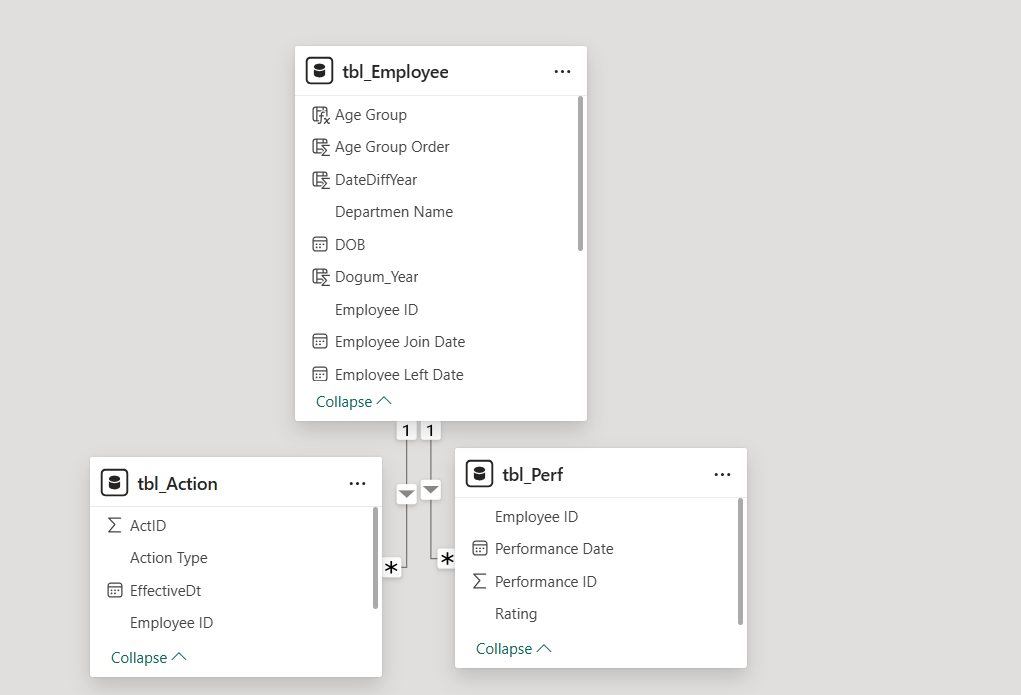 tbl_Employee
...
Age Group
Age Group Order
DateDiffYear
Departmen Name
DOB
Dogum_Year
Employee ID
Employee Join Date
Employee Left Date
Collapse
1 1
tbl_Action
...
ActID
Action Type
EffectiveDt
Employee ID
Collapse
*
tbl_Perf
...
Employee ID
Performance Date
Performance ID
Rating
Collapse
*